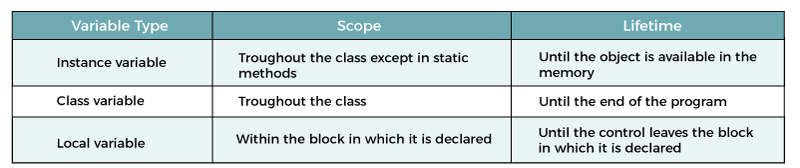 Variable Type Scope Lifetime
Instance variable
Troughout the class except in static
methods
Until the object is available in the
memory
Class variable
Troughout the class
Until the end of the program
Local variable
Within the block in which it is declared
Until the control leaves the block
in which it is declared